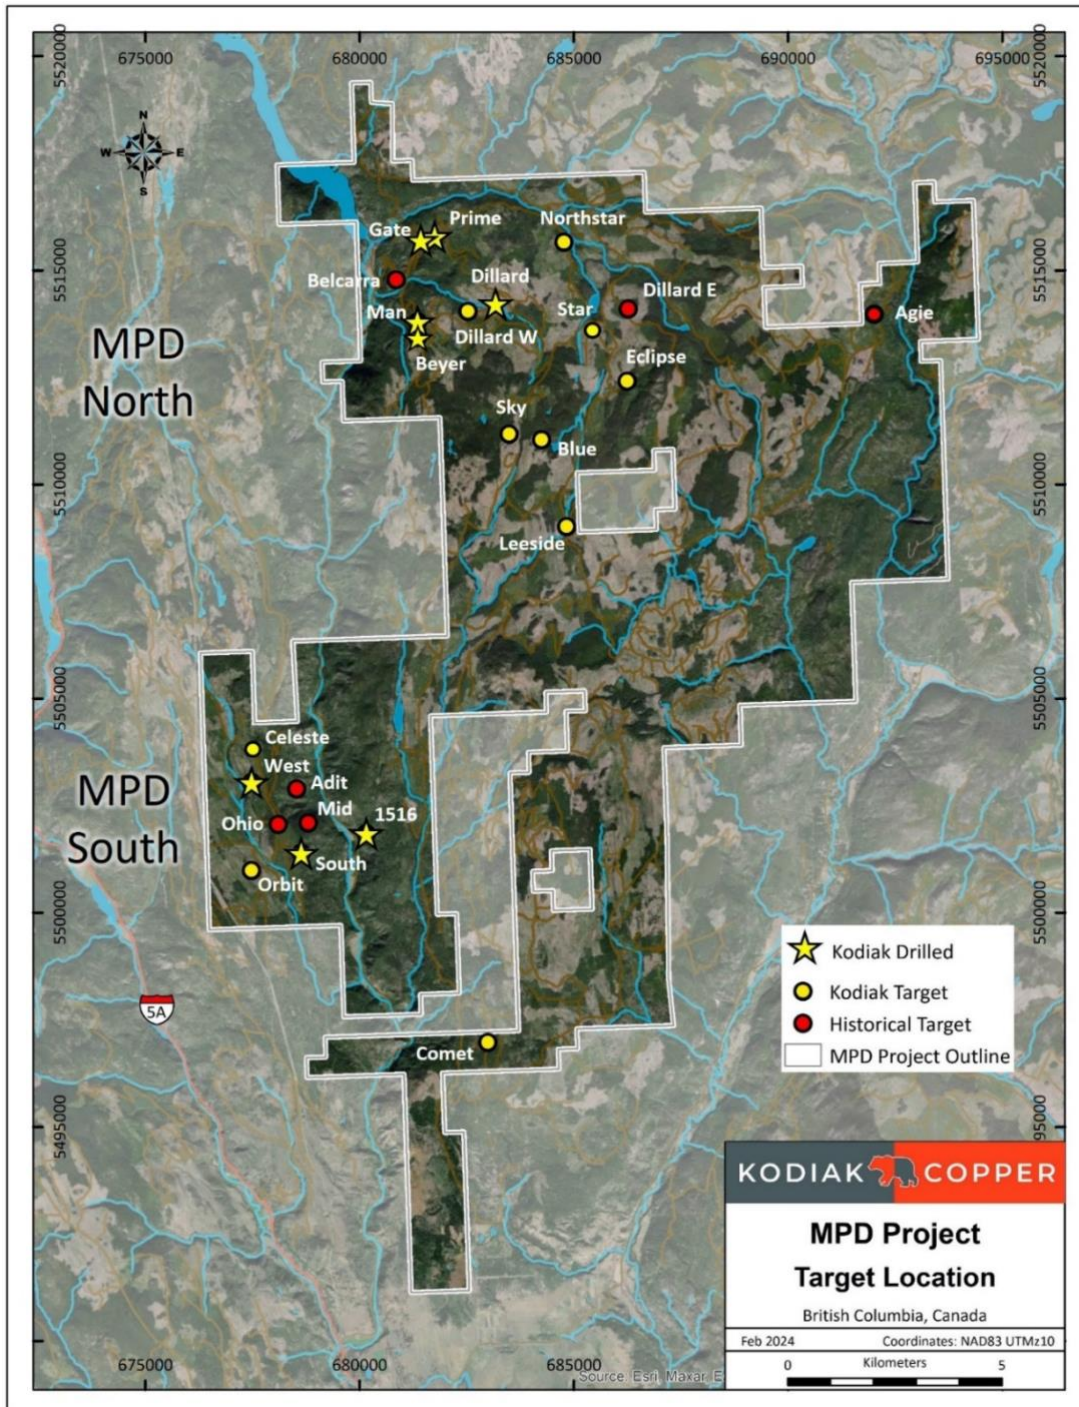 675000
680000
685000
690000
695000
5520000
5520000
N
W
E
S
Gate
Prime
Northstar
5515000
5515000
Belcarra
Dillard
Dillard E
Man
Star
Agie
Dillard W
MPD
North
Beyer
Eclipse
Sky
Blue
5510000
5510000
Leeside
5505000
5505000
Celeste
West
MPD
South
Adit
Mid
1516
Ohio
South
Orbit
5500000
5500000
Kodiak Drilled
Kodiak Target
Historical Target
MPD Project Outline
5A
Comet
5495000
KODIAK COPPER
MPD Project
Target Location
British Columbia, Canada
Feb 2024
Coordinates: NAD83 UTMz10
Kilometers
0
5
675000
680000
685000
Source: Esri, Maxar, E